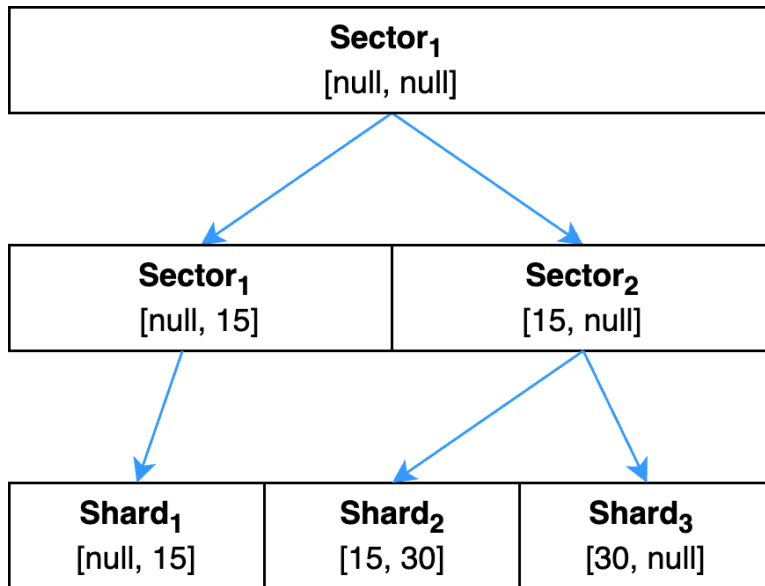 Sector₁
[null, null]
Sector₁
[null, 15]
Sector₂
[15, null]
Shard₁
[null, 15]
Shard₂
[15, 30]
Shard₃
[30, null]